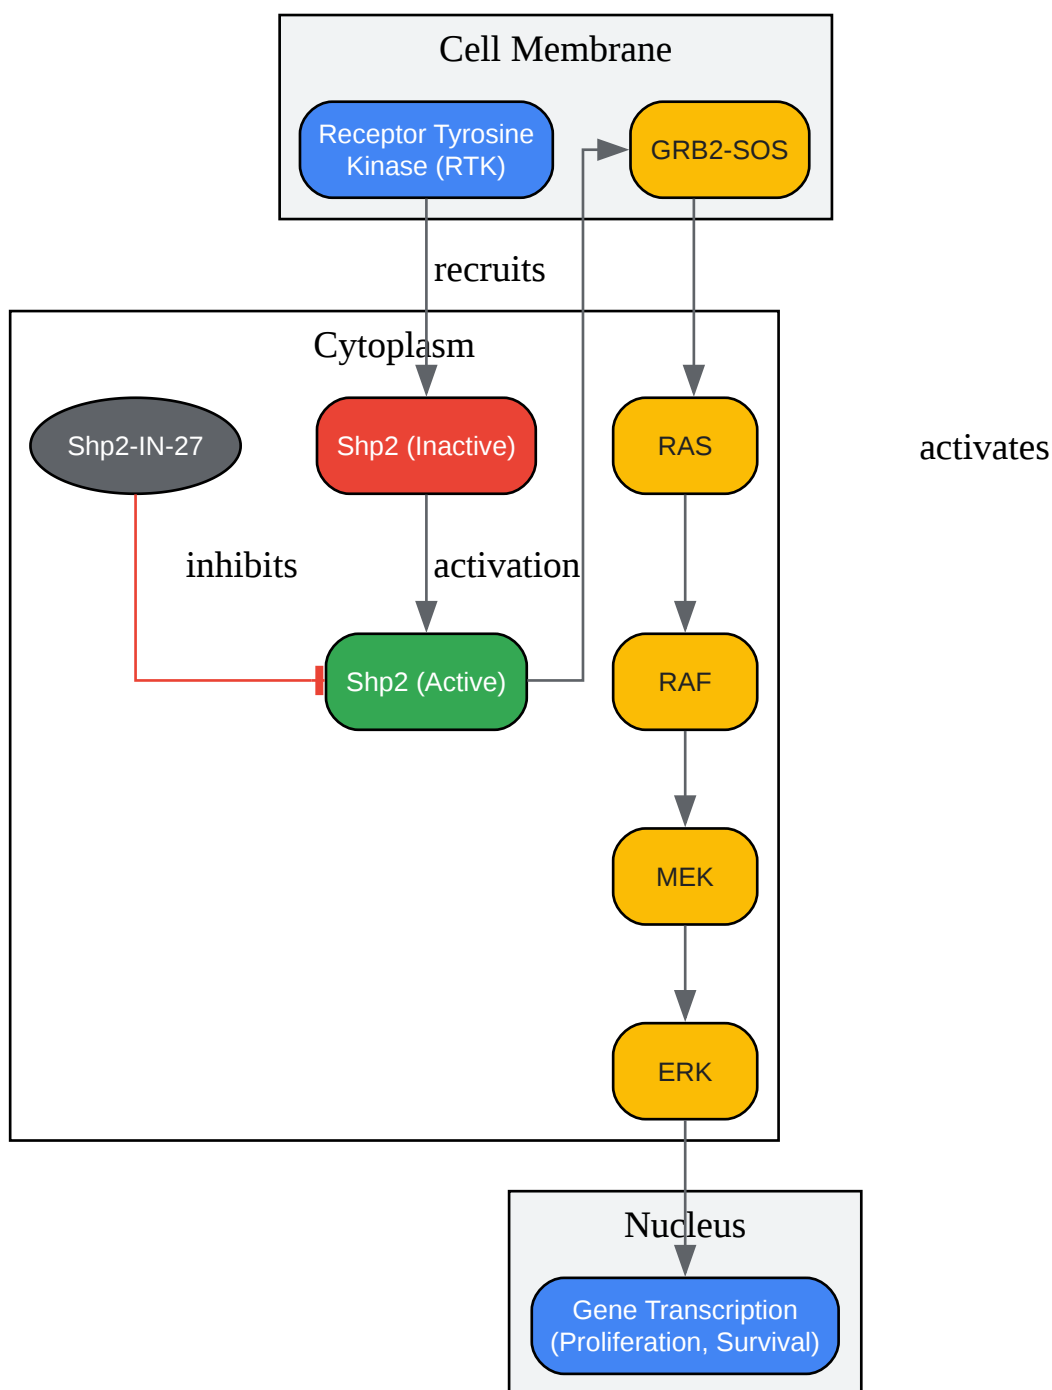 Cell Membrane
Receptor Tyrosine
Kinase (RTK)
GRB2-SOS
recruits
Cytoplasm
Shp2-IN-27
Shp2 (Inactive)
RAS
activates
inhibits
activation
Shp2 (Active)
RAF
MEK
ERK
Nucleus
Gene Transcription
(Proliferation, Survival)